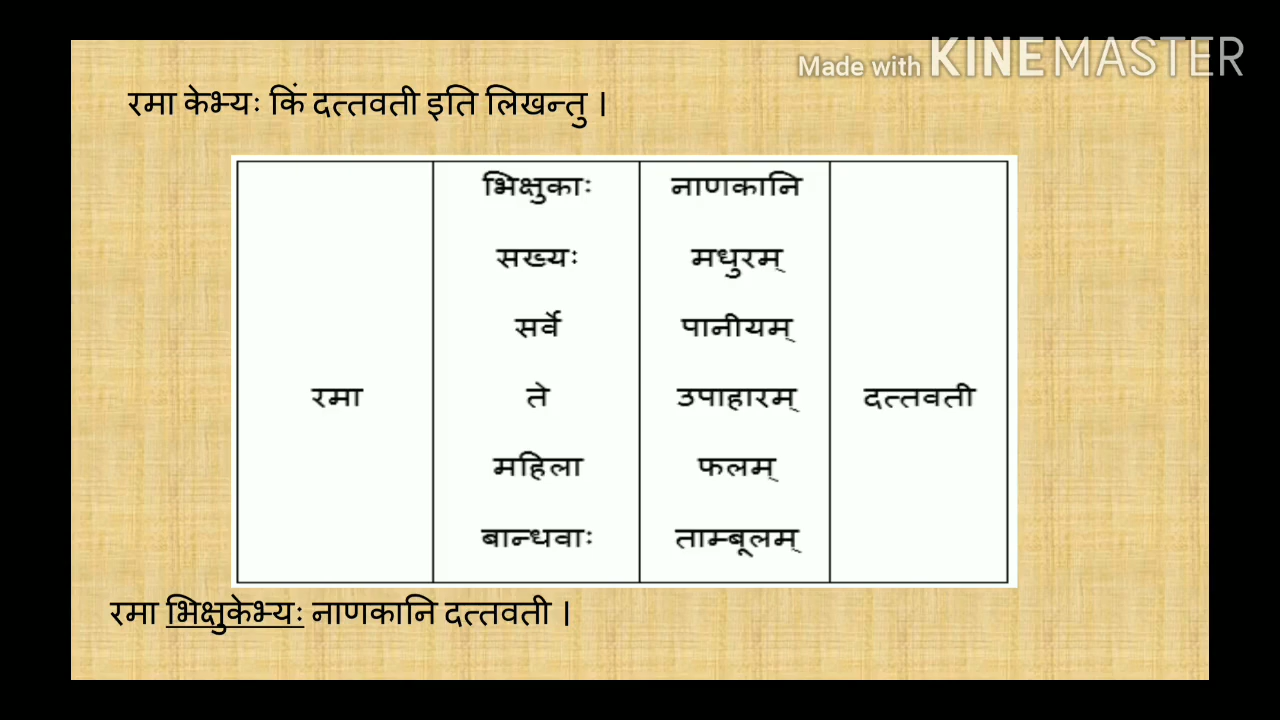 Made with KINEMASTER
रमा केभ्यः किं दत्तवती इति लिखन्तु ।
भिक्षुकाः नाणकानि
सख्यः मधुरम्
सर्वे पानीयम्
रमा ते उपाहारम् दत्तवती
महिला फलम्
बान्धवाः ताम्बूलम्
रमा भिक्षुकेभ्यः नाणकानि दत्तवती ।